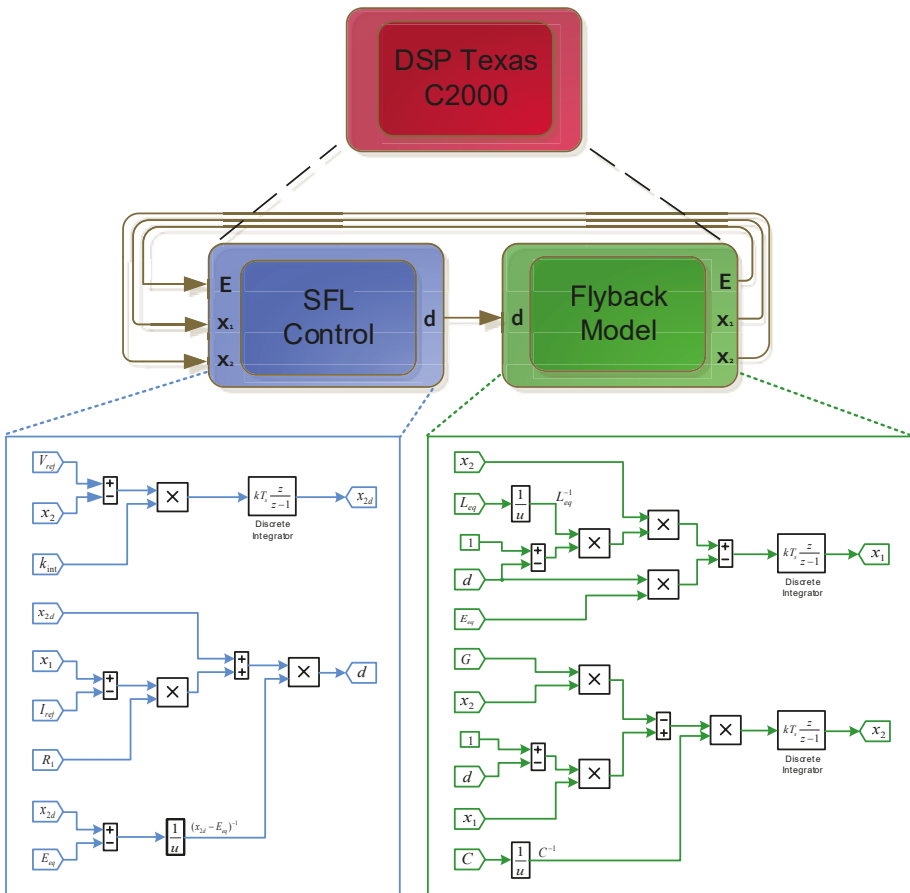 DSP Texas
C2000
E
x₁
x₂
SFL
Control
d
d
Flyback
Model
E
x₁
x₂
V_ref
+
−
x₂
×
kT_s z/(z−1)
x_2d
Discrete
Integrator
k_int
x_2d
x₁
+
−
I_ref
×
+
+
×
d
R₁
x_2d
+
−
E_eq
1/u
(x_2d − E_eq)⁻¹
x₂
L_eq
1/u
L_eq⁻¹
1
+
−
×
×
d
×
+
−
kT_s z/(z−1)
x₁
Discrete
Integrator
E_eq
G
x₂
×
1
+
−
d
×
−
+
×
kT_s z/(z−1)
x₂
Discrete
Integrator
x₁
C
1/u
C⁻¹